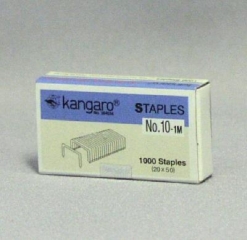 kangaro®
STAPLES
No.10-1M
1000 Staples
(20 x 50)